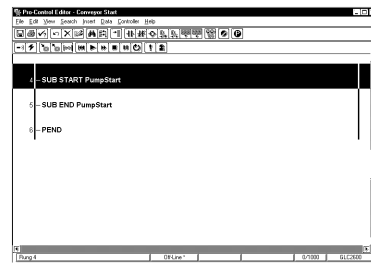 Pro-Control Editor - Conveyor Start
File Edit View Search Insert Data Controller Help
4 SUB START PumpStart
5 SUB END PumpStart
6 PEND
Rung 4 Off-Line * 0/1000 GLC2600